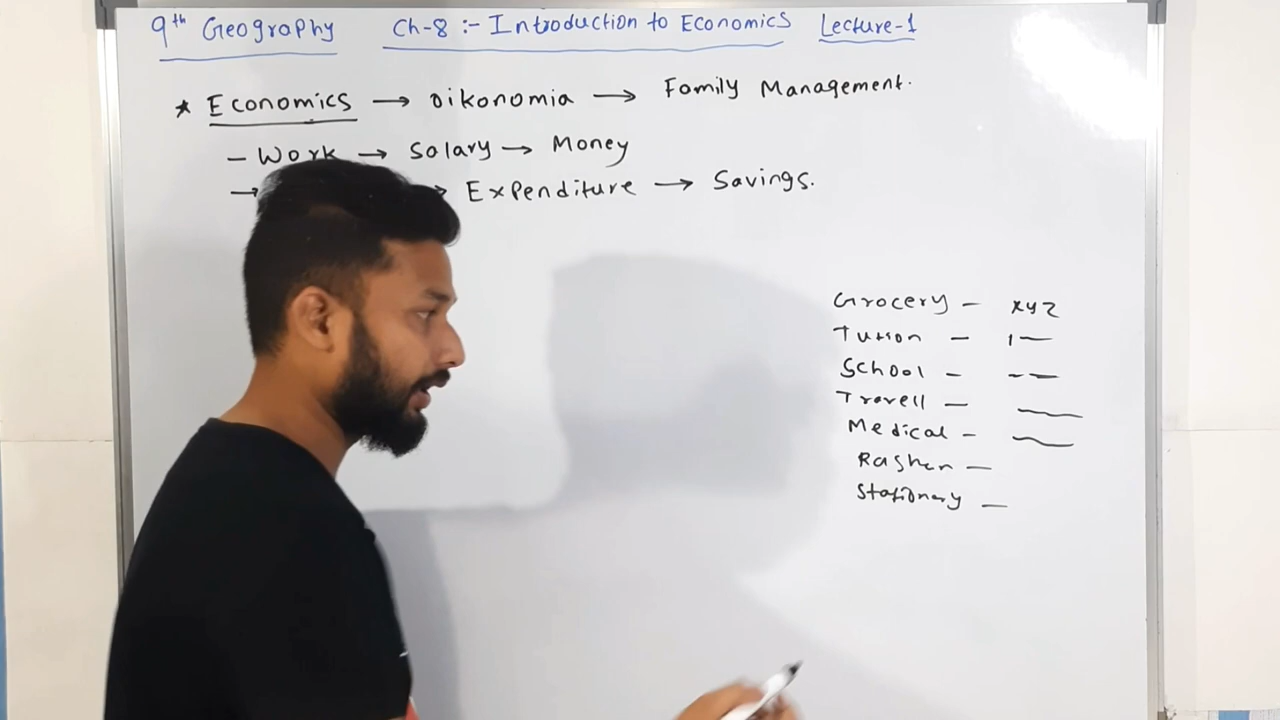 9th Geography Ch-8 :- Introduction to Economics Lecture-1
* Economics → Oikonomia → Family Management.
- Work → Salary → Money
→ Expenditure → Savings.
Grocery - xyz
Tution -
School -
Travell -
Medical -
Rashan -
Stationary -